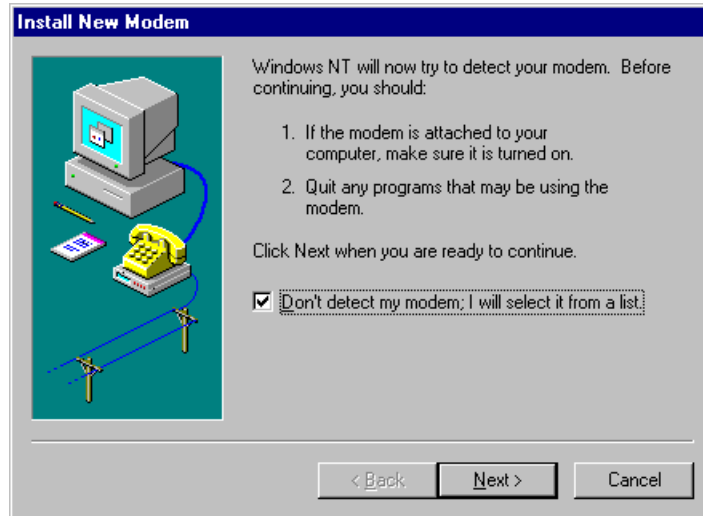 Install New Modem
Windows NT will now try to detect your modem. Before
continuing, you should:
1. If the modem is attached to your
computer, make sure it is turned on.
2. Quit any programs that may be using the
modem.
Click Next when you are ready to continue.
Don't detect my modem; I will select it from a list.
< Back
Next >
Cancel